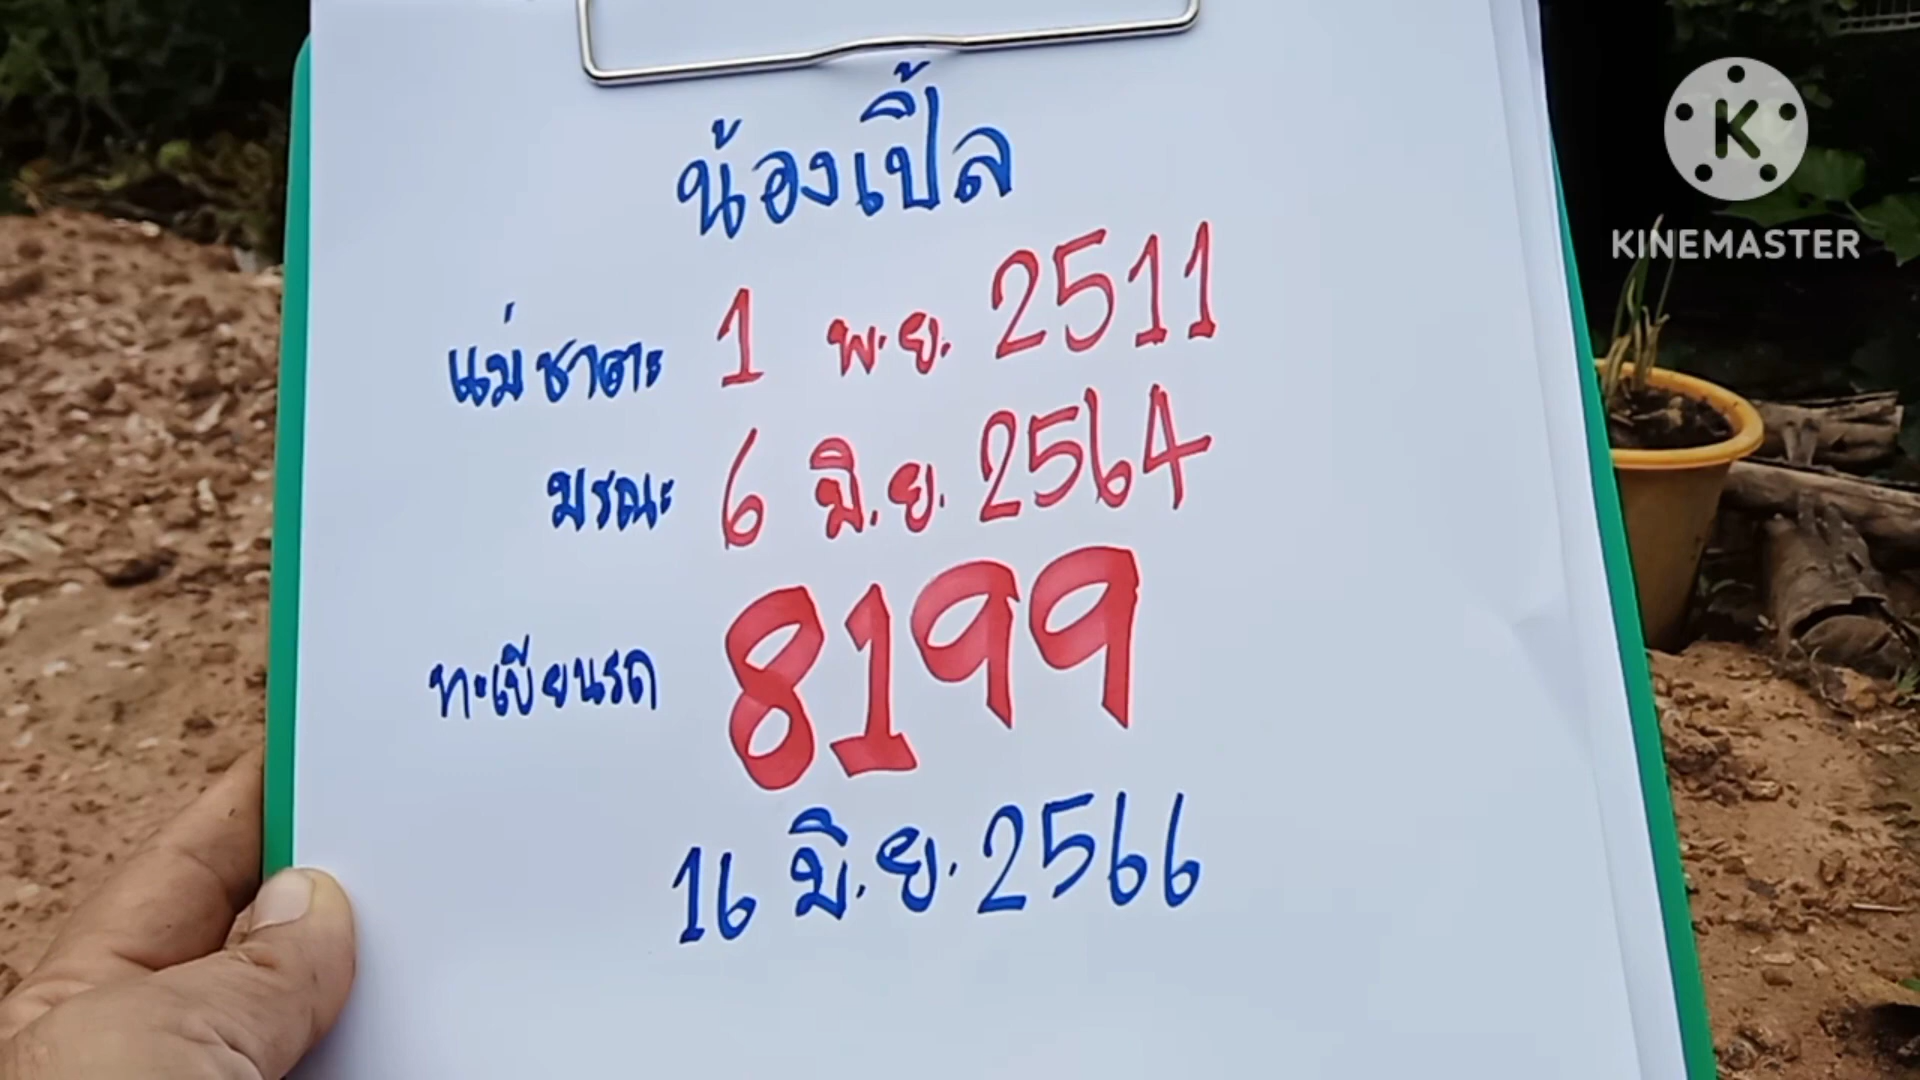 น้องเปิ้ล
แม่ชาตะ 1 พ.ย. 2511
มรณะ 6 มิ.ย. 2564
ทะเบียนรถ 8199
16 มิ.ย. 2566
K
KINEMASTER